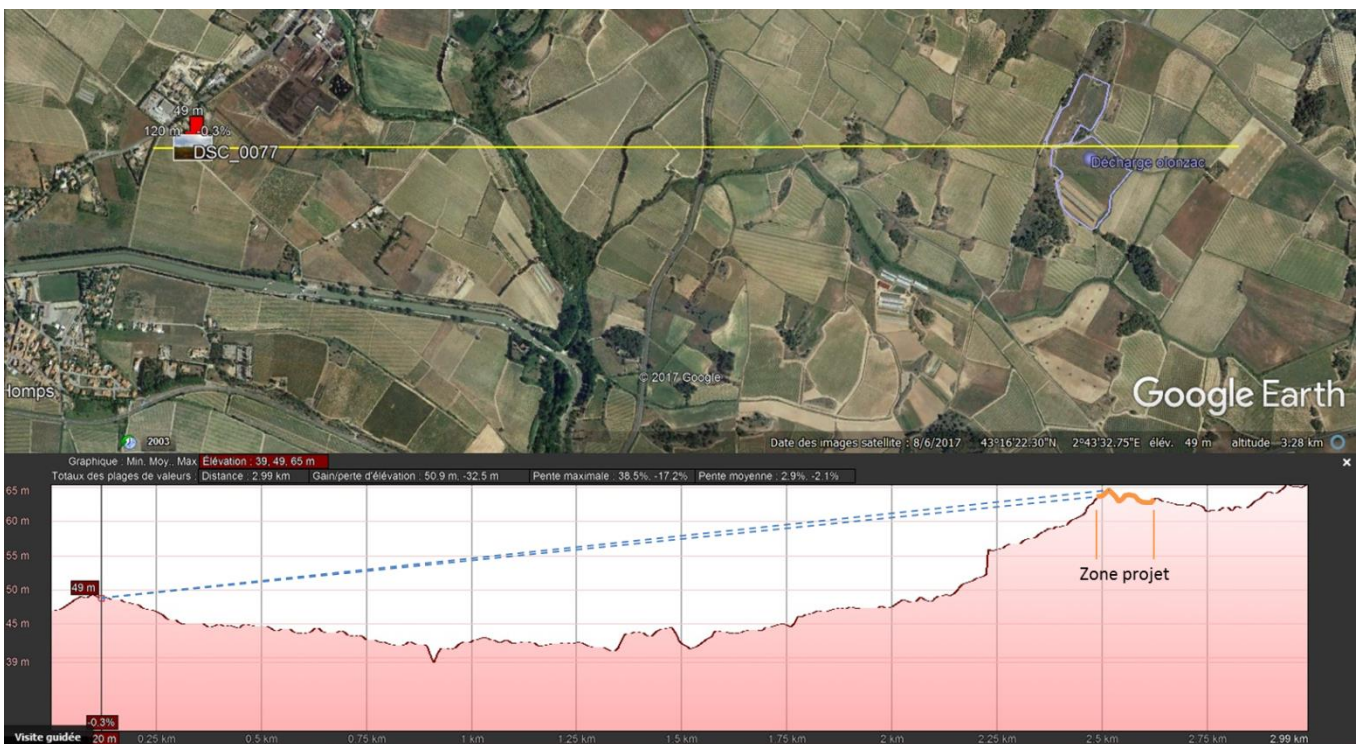 49 m
120 m -0.3%
DSC_0077
Décharge olonzac
Homps
© 2017 Google
Google Earth
2003
Date des images satellite : 8/6/2017 43°16'22.30"N 2°43'32.75"E élév. 49 m altitude 3.28 km
Graphique : Min. Moy.. Max. Élévation : 39, 49, 65 m
Totaux des plages de valeurs : Distance : 2.99 km Gain/perte d'élévation : 50.9 m, -32.5 m Pente maximale : 38.5%, -17.2% Pente moyenne : 2.9%, -2.1%
65 m
60 m
55 m
Zone projet
50 m
49 m
45 m
39 m
-0.3%
Visite guidée 20 m 0.25 km 0.5 km 0.75 km 1 km 1.25 km 1.5 km 1.75 km 2 km 2.25 km 2.5 km 2.75 km 2.99 km